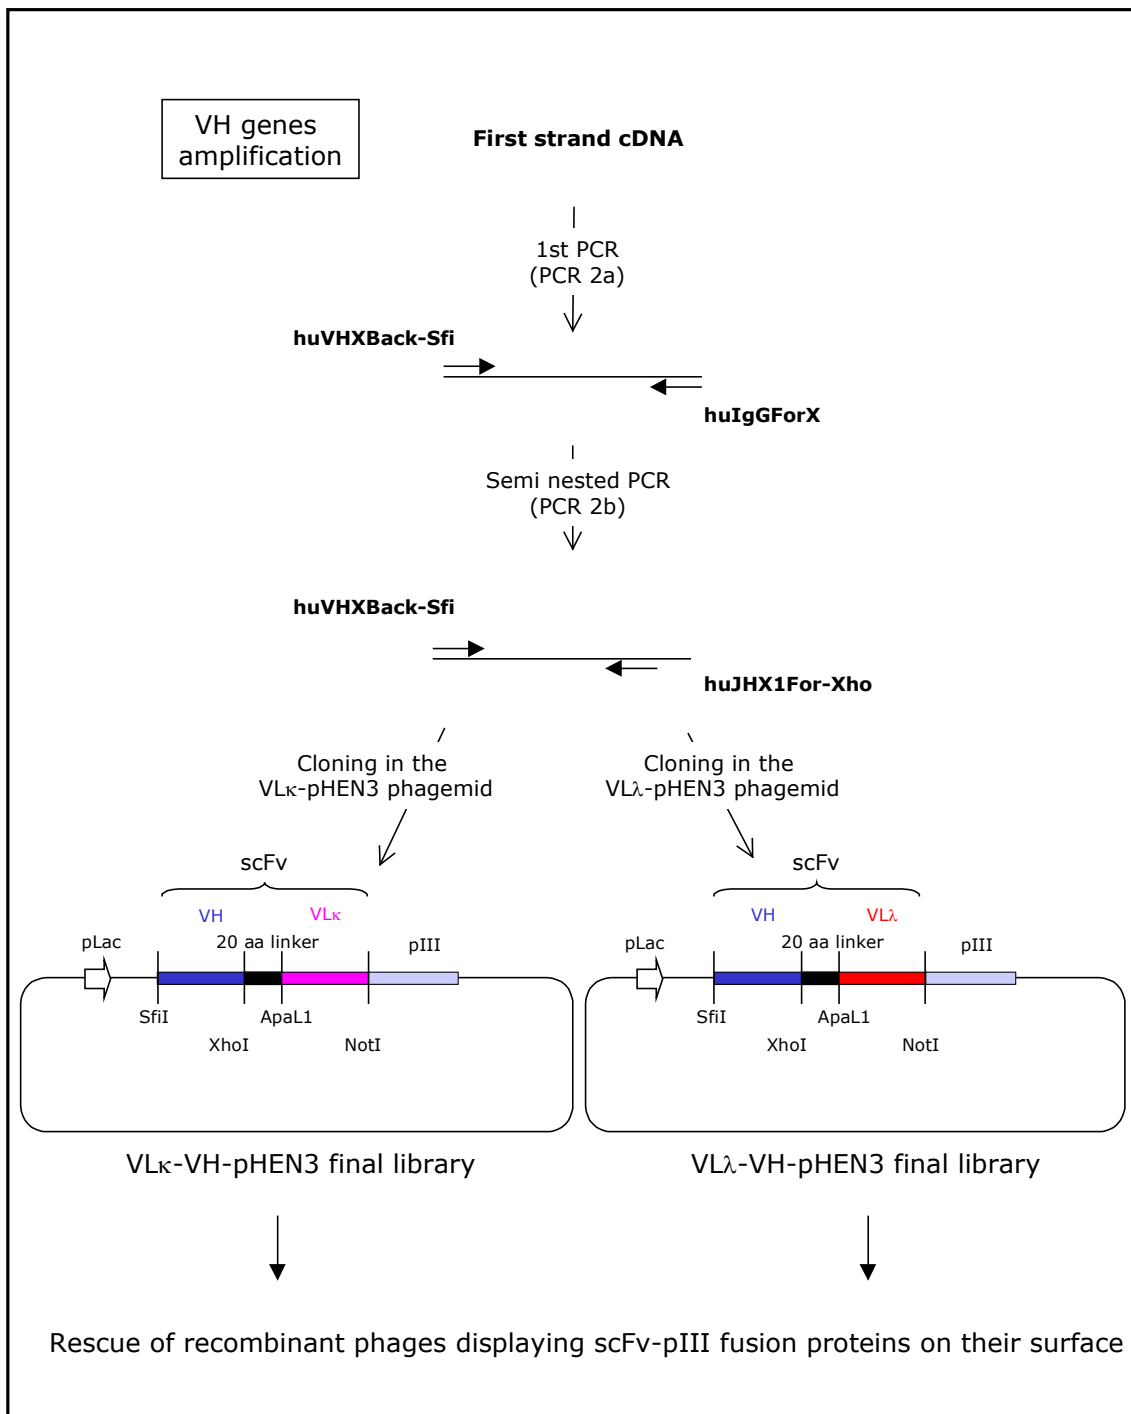 VH genes
amplification
First strand cDNA
1st PCR
(PCR 2a)
huVHXBack-Sfi
huIgGForX
Semi nested PCR
(PCR 2b)
huVHXBack-Sfi
huJHX1For-Xho
Cloning in the
VLκ-pHEN3 phagemid
Cloning in the
VLλ-pHEN3 phagemid
scFv
VH VLκ
pLac 20 aa linker pIII
SfiI ApaL1
XhoI NotI
VLκ-VH-pHEN3 final library
scFv
VH VLλ
pLac 20 aa linker pIII
SfiI ApaL1
XhoI NotI
VLλ-VH-pHEN3 final library
Rescue of recombinant phages displaying scFv-pIII fusion proteins on their surface